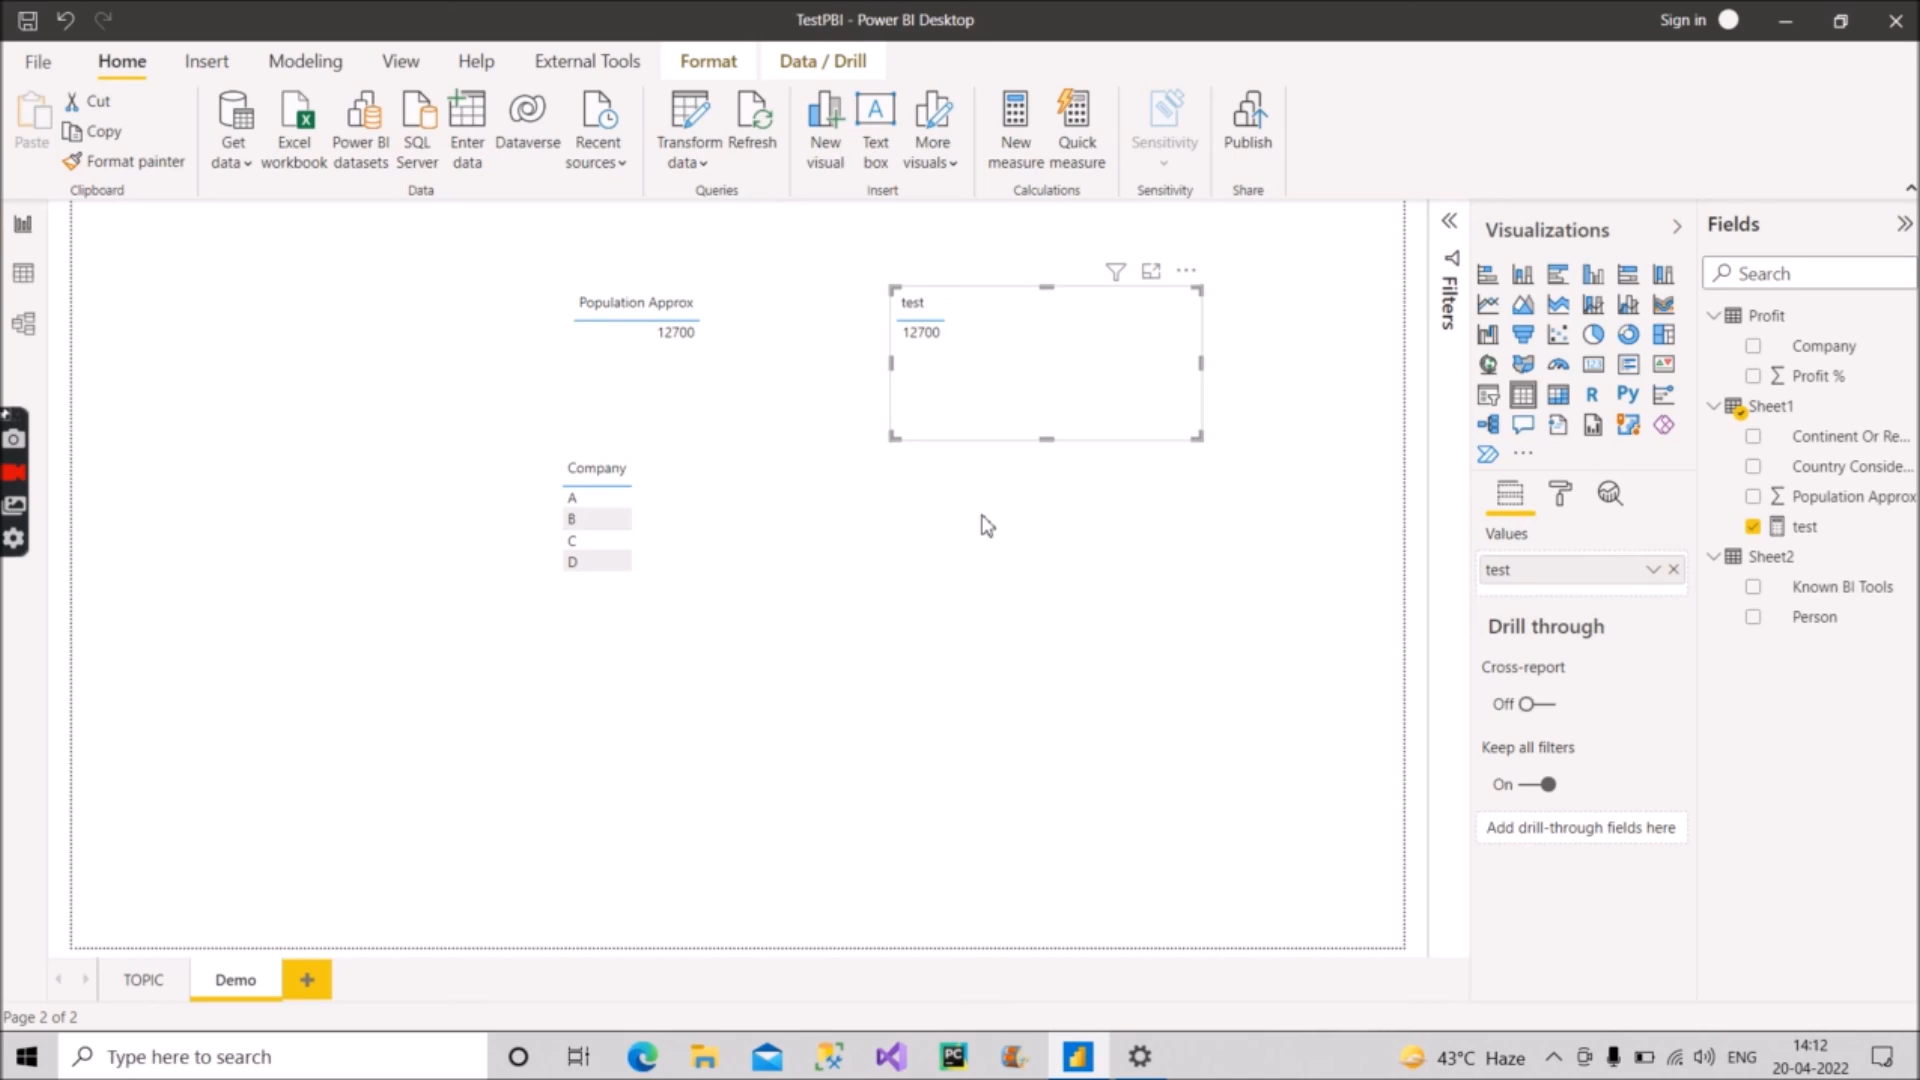 TestPBI - Power BI Desktop
Sign in
File
Home
Insert
Modeling
View
Help
External Tools
Format
Data / Drill
Paste
Cut
Copy
Format painter
Clipboard
Get data
Excel workbook
Power BI datasets
SQL Server
Enter data
Dataverse
Recent sources
Data
Transform data
Refresh
Queries
New visual
Text box
More visuals
Insert
New measure
Quick measure
Calculations
Sensitivity
Sensitivity
Publish
Share
Population Approx
12700
test
12700
Company
A
B
C
D
Filters
Visualizations
R
Py
123
Values
test
Drill through
Cross-report
Off
Keep all filters
On
Add drill-through fields here
Fields
Search
Profit
Company
Profit %
Sheet1
Continent Or Re...
Country Conside...
Population Approx
test
Sheet2
Known BI Tools
Person
TOPIC
Demo
Page 2 of 2
Type here to search
PC
43°C Haze
ENG
14:12
20-04-2022